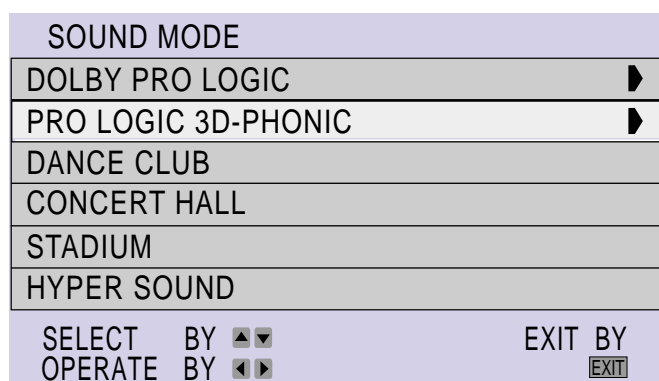 SOUND MODE
DOLBY PRO LOGIC
PRO LOGIC 3D-PHONIC
DANCE CLUB
CONCERT HALL
STADIUM
HYPER SOUND
SELECT BY ▲▼ EXIT BY
OPERATE BY ◀▶ EXIT